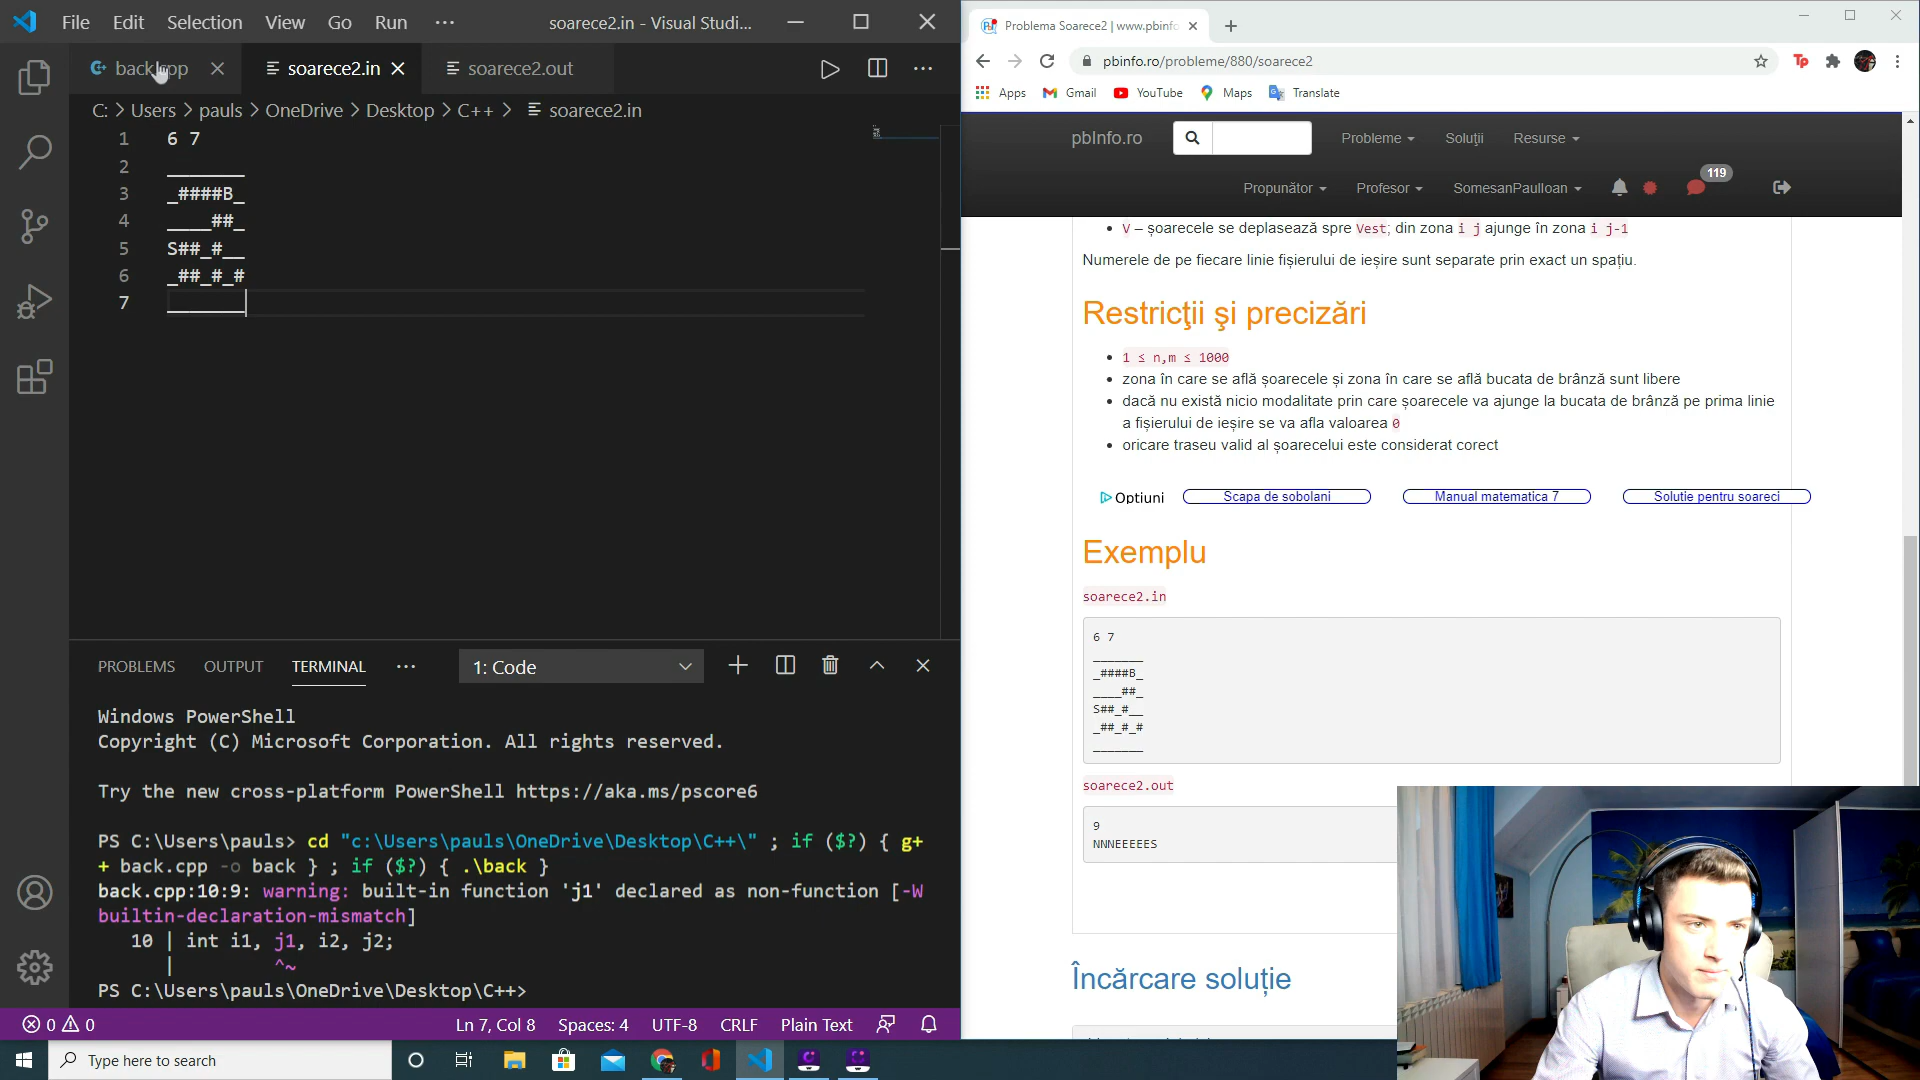 File Edit Selection View Go Run ··· soarece2.in - Visual Studi...
back.cpp soarece2.in soarece2.out
C: > Users > pauls > OneDrive > Desktop > C++ > soarece2.in
1 6 7
2 _______
3 _####B_
4 ____##_
5 S##_#__
6 _##_#_#
7 _______
PROBLEMS OUTPUT TERMINAL ··· 1: Code
Windows PowerShell
Copyright (C) Microsoft Corporation. All rights reserved.
Try the new cross-platform PowerShell https://aka.ms/pscore6
PS C:\Users\pauls> cd "c:\Users\pauls\OneDrive\Desktop\C++\" ; if ($?) { g+
+ back.cpp -o back } ; if ($?) { .\back }
back.cpp:10:9: warning: built-in function 'j1' declared as non-function [-W
builtin-declaration-mismatch]
10 | int i1, j1, i2, j2;
| ^~
PS C:\Users\pauls\OneDrive\Desktop\C++>
0 0 Ln 7, Col 8 Spaces: 4 UTF-8 CRLF Plain Text
Type here to search
Problema Soarece2 | www.pbinfo
pbinfo.ro/probleme/880/soarece2
Apps Gmail YouTube Maps Translate
pbInfo.ro Probleme Soluţii Resurse
Propunător Profesor SomesanPaulIoan 119
V – șoarecele se deplasează spre Vest; din zona i j ajunge în zona i j-1
Numerele de pe fiecare linie fișierului de ieșire sunt separate prin exact un spațiu.
Restricţii şi precizări
1 ≤ n,m ≤ 1000
zona în care se află șoarecele și zona în care se află bucata de brânză sunt libere
dacă nu există nicio modalitate prin care șoarecele va ajunge la bucata de brânză pe prima linie
a fișierului de ieșire se va afla valoarea 0
oricare traseu valid al șoarecelui este considerat corect
Optiuni Scapa de sobolani Manual matematica 7 Solutie pentru soareci
Exemplu
soarece2.in
6 7
_______
_####B_
____##_
S##_#__
_##_#_#
_______
soarece2.out
9
NNNEEEEES
Încărcare soluție